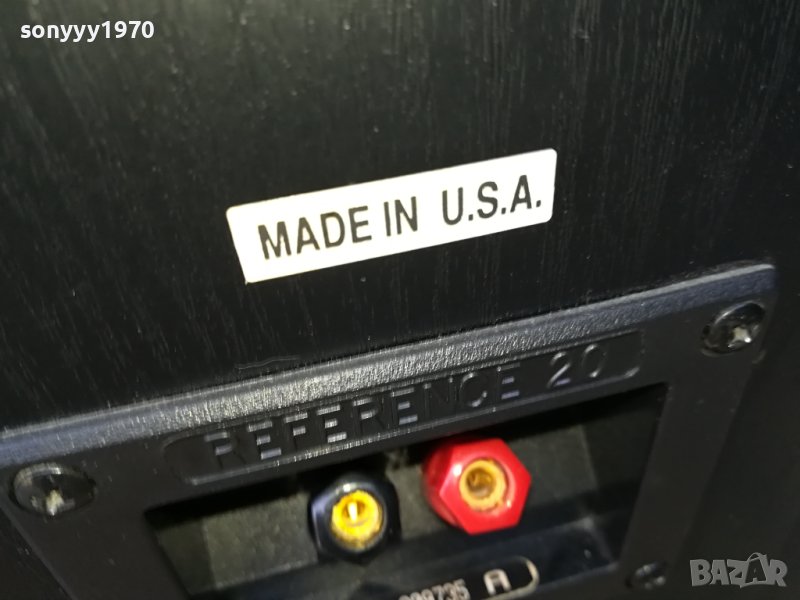 sonyyy1970
MADE IN U.S.A.
REFERENCE 20
A
BAZAR